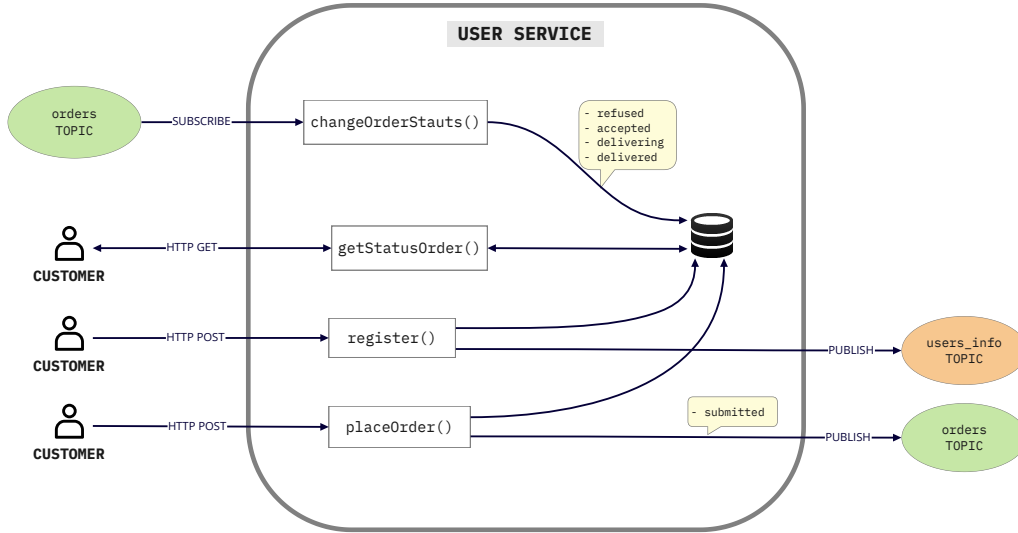 USER SERVICE
orders
TOPIC
SUBSCRIBE
changeOrderStauts()
- refused
- accepted
- delivering
- delivered
HTTP GET
getStatusOrder()
CUSTOMER
HTTP POST
register()
CUSTOMER
PUBLISH
users_info
TOPIC
HTTP POST
placeOrder()
CUSTOMER
- submitted
PUBLISH
orders
TOPIC